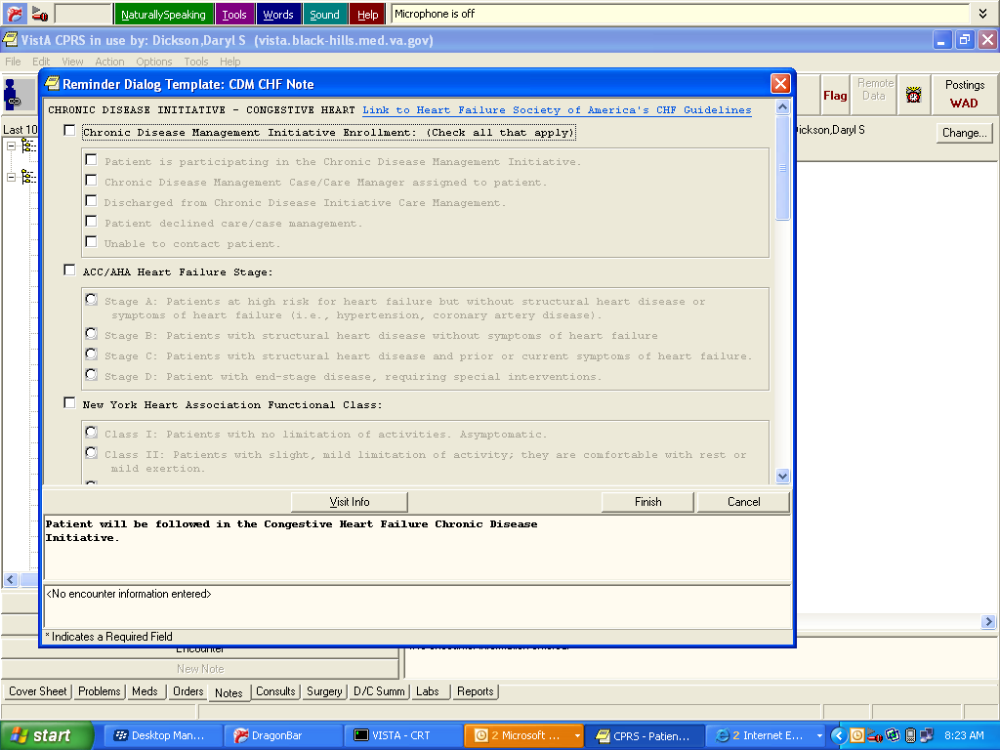 NaturallySpeaking Tools Words Sound Help Microphone is off
VistA CPRS in use by: Dickson,Daryl S (vista.black-hills.med.va.gov)
File Edit View Action Options Tools Help
Reminder Dialog Template: CDM CHF Note
Flag Remote Data Postings WAD
Last 10
Dickson,Daryl S Change...
CHRONIC DISEASE INITIATIVE - CONGESTIVE HEART Link to Heart Failure Society of America's CHF Guidelines
Chronic Disease Management Initiative Enrollment: (Check all that apply)
Patient is participating in the Chronic Disease Management Initiative.
Chronic Disease Management Case/Care Manager assigned to patient.
Discharged from Chronic Disease Initiative Care Management.
Patient declined care/case management.
Unable to contact patient.
ACC/AHA Heart Failure Stage:
Stage A: Patients at high risk for heart failure but without structural heart disease or
symptoms of heart failure (i.e., hypertension, coronary artery disease).
Stage B: Patients with structural heart disease without symptoms of heart failure
Stage C: Patients with structural heart disease and prior or current symptoms of heart failure.
Stage D: Patient with end-stage disease, requiring special interventions.
New York Heart Association Functional Class:
Class I: Patients with no limitation of activities. Asymptomatic.
Class II: Patients with slight, mild limitation of activity; they are comfortable with rest or
mild exertion.
Visit Info Finish Cancel
Patient will be followed in the Congestive Heart Failure Chronic Disease
Initiative.
<No encounter information entered>
* Indicates a Required Field
Encounter
New Note
Cover Sheet Problems Meds Orders Notes Consults Surgery D/C Summ Labs Reports
start Desktop Man... DragonBar VISTA - CRT 2 Microsoft ... CPRS - Patien... 2 Internet E... 8:23 AM